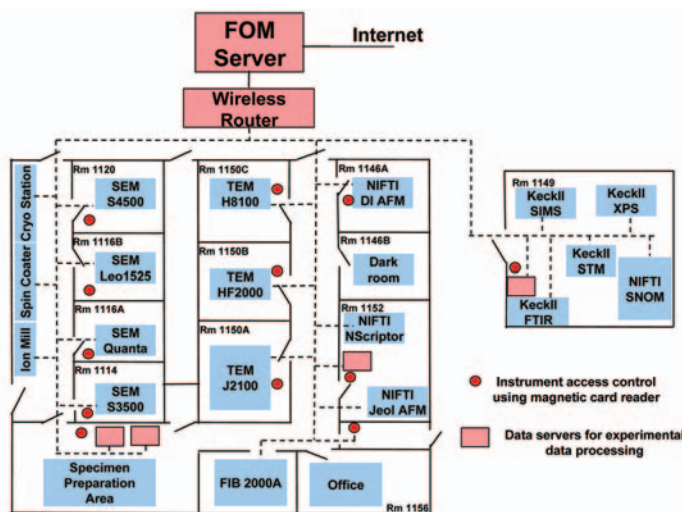 FOM
Server
Internet
Wireless
Router
Ion Mill Spin Coater Cryo Station
Rm 1120
SEM
S4500
Rm 1116B
SEM
Leo1525
Rm 1116A
SEM
Quanta
Rm 1114
SEM
S3500
Specimen
Preparation
Area
Rm 1150C
TEM
H8100
Rm 1150B
TEM
HF2000
Rm 1150A
TEM
J2100
FIB 2000A
Rm 1146A
NIFTI
DI AFM
Rm 1146B
Dark
room
Rm 1152
NIFTI
NScriptor
NIFTI
Jeol AFM
Office
Rm 1156
Rm 1149
KeckII
SIMS
KeckII
XPS
KeckII
STM
KeckII
FTIR
NIFTI
SNOM
Instrument access control
using magnetic card reader
Data servers for experimental
data processing